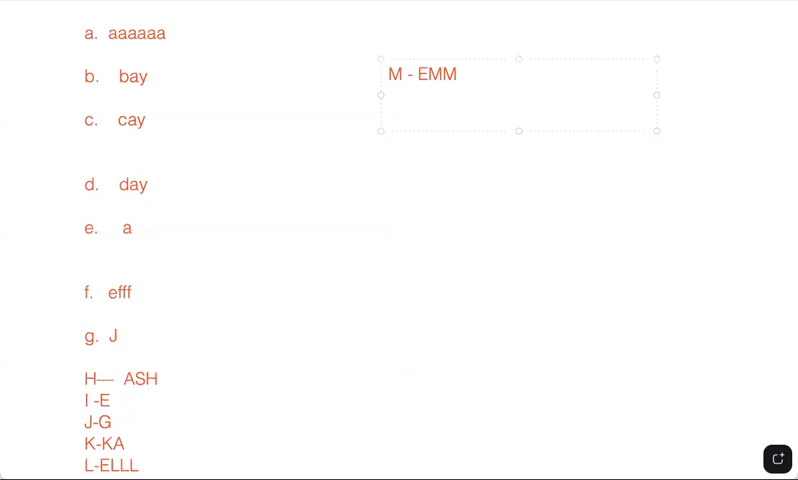 a. aaaaaa
b. bay
c. cay
d. day
e. a
f. efff
g. J
H— ASH
I -E
J-G
K-KA
L-ELLL
M - EMM